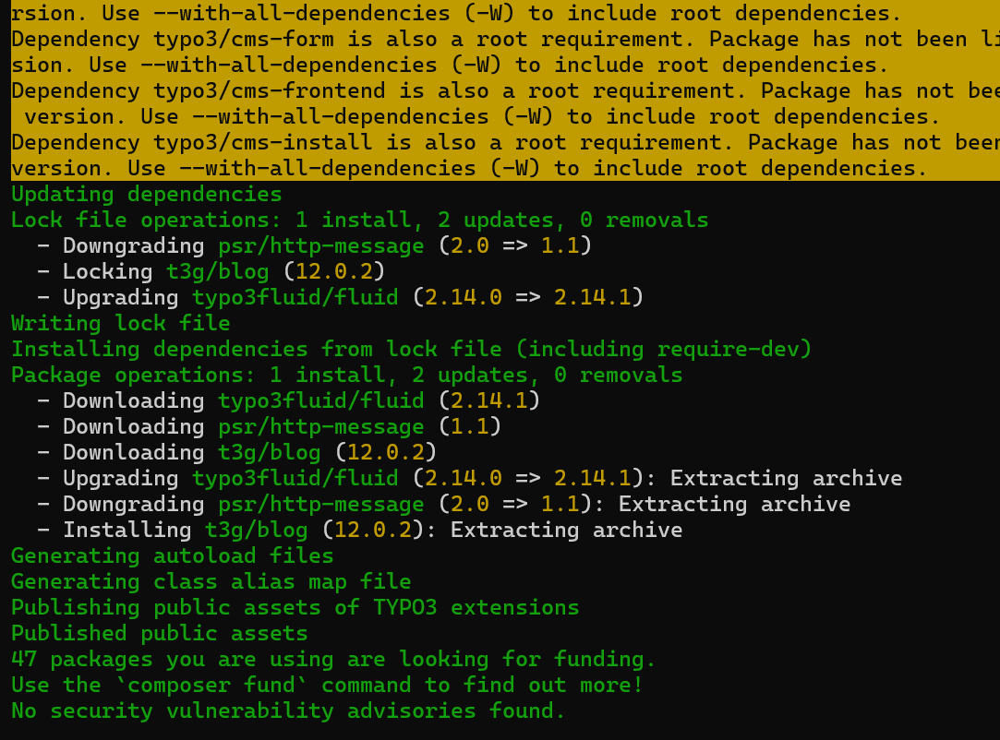 rsion. Use --with-all-dependencies (-W) to include root dependencies.
Dependency typo3/cms-form is also a root requirement. Package has not been li
sion. Use --with-all-dependencies (-W) to include root dependencies.
Dependency typo3/cms-frontend is also a root requirement. Package has not bee
 version. Use --with-all-dependencies (-W) to include root dependencies.
Dependency typo3/cms-install is also a root requirement. Package has not been
version. Use --with-all-dependencies (-W) to include root dependencies.
Updating dependencies
Lock file operations: 1 install, 2 updates, 0 removals
  - Downgrading psr/http-message (2.0 => 1.1)
  - Locking t3g/blog (12.0.2)
  - Upgrading typo3fluid/fluid (2.14.0 => 2.14.1)
Writing lock file
Installing dependencies from lock file (including require-dev)
Package operations: 1 install, 2 updates, 0 removals
  - Downloading typo3fluid/fluid (2.14.1)
  - Downloading psr/http-message (1.1)
  - Downloading t3g/blog (12.0.2)
  - Upgrading typo3fluid/fluid (2.14.0 => 2.14.1): Extracting archive
  - Downgrading psr/http-message (2.0 => 1.1): Extracting archive
  - Installing t3g/blog (12.0.2): Extracting archive
Generating autoload files
Generating class alias map file
Publishing public assets of TYPO3 extensions
Published public assets
47 packages you are using are looking for funding.
Use the `composer fund` command to find out more!
No security vulnerability advisories found.